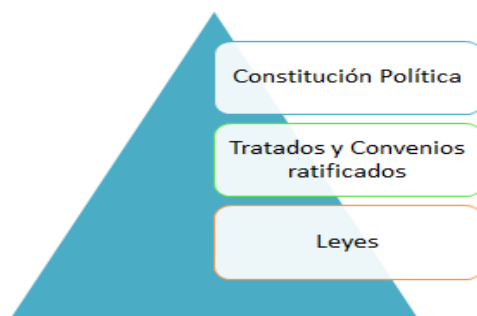 Constitución Política
Tratados y Convenios
ratificados
Leyes